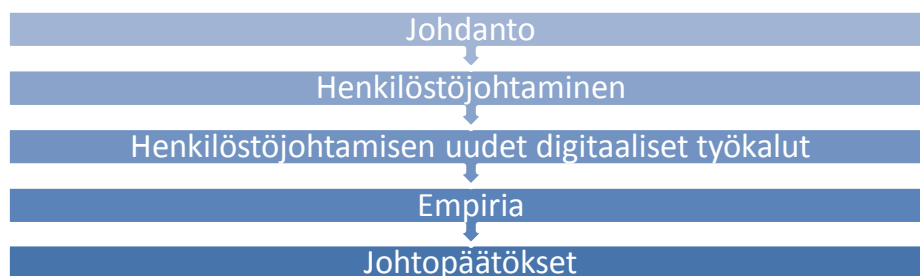 Johdanto
Henkilöstöjohtaminen
Henkilöstöjohtamisen uudet digitaaliset työkalut
Empiria
Johtopäätökset